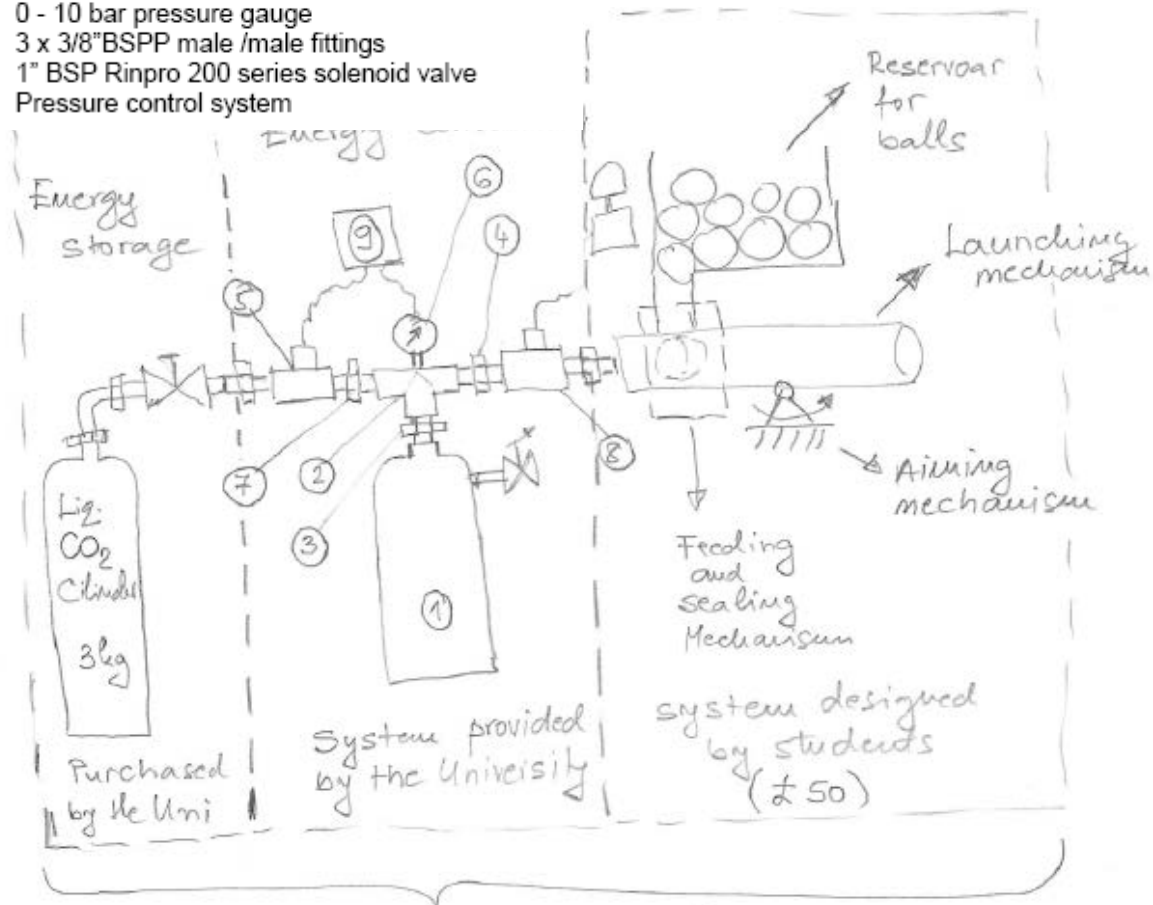 0 - 10 bar pressure gauge
3 x 3/8"BSPP male /male fittings
1" BSP Rinpro 200 series solenoid valve
Pressure control system
Energy
Energy
storage
Reservoar
for
balls
Launching
mechanism
Aiming
mechanism
9
6
4
5
7
2
3
8
1
Liq.
CO2
Cilinder
3kg
Feeding
and
sealing
Mechanism
Purchased
by the Uni
System provided
by the University
system designed
by students
(£50)